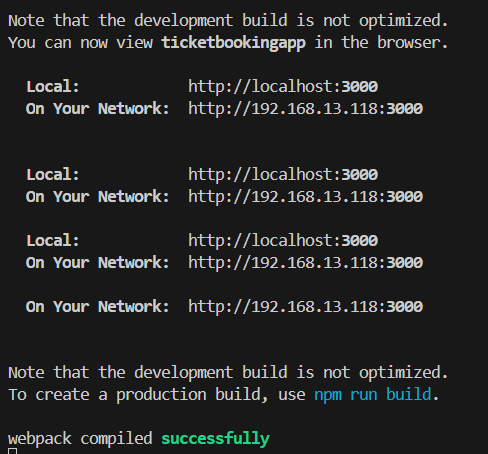 Note that the development build is not optimized.
You can now view ticketbookingapp in the browser.
Local: http://localhost:3000
On Your Network: http://192.168.13.118:3000
Local: http://localhost:3000
On Your Network: http://192.168.13.118:3000
Local: http://localhost:3000
On Your Network: http://192.168.13.118:3000
On Your Network: http://192.168.13.118:3000
Note that the development build is not optimized.
To create a production build, use npm run build.
webpack compiled successfully